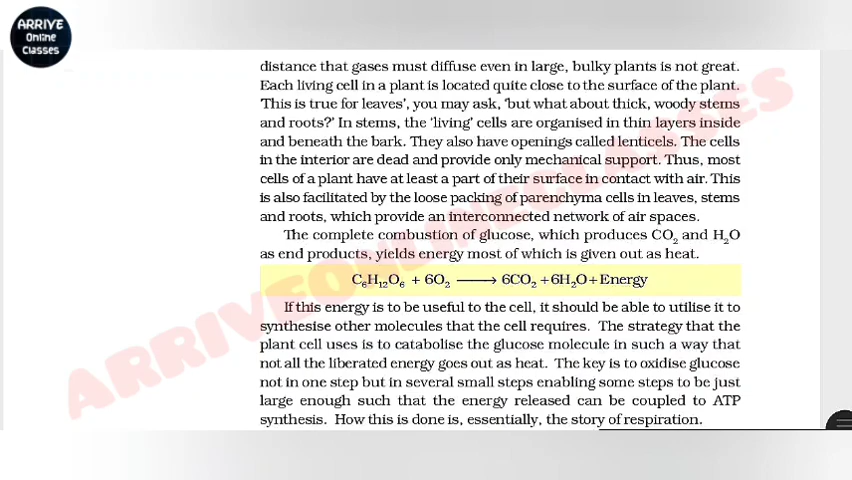 ARRIVE
Online
Classes
distance that gases must diffuse even in large, bulky plants is not great.
Each living cell in a plant is located quite close to the surface of the plant.
'This is true for leaves', you may ask, 'but what about thick, woody stems
and roots?' In stems, the 'living' cells are organised in thin layers inside
and beneath the bark. They also have openings called lenticels. The cells
in the interior are dead and provide only mechanical support. Thus, most
cells of a plant have at least a part of their surface in contact with air. This
is also facilitated by the loose packing of parenchyma cells in leaves, stems
and roots, which provide an interconnected network of air spaces.
The complete combustion of glucose, which produces CO₂ and H₂O
as end products, yields energy most of which is given out as heat.
C₆H₁₂O₆ + 6O₂ ⟶ 6CO₂ + 6H₂O + Energy
If this energy is to be useful to the cell, it should be able to utilise it to
synthesise other molecules that the cell requires. The strategy that the
plant cell uses is to catabolise the glucose molecule in such a way that
not all the liberated energy goes out as heat. The key is to oxidise glucose
not in one step but in several small steps enabling some steps to be just
large enough such that the energy released can be coupled to ATP
synthesis. How this is done is, essentially, the story of respiration.
ARRIVEONLINECLASSES